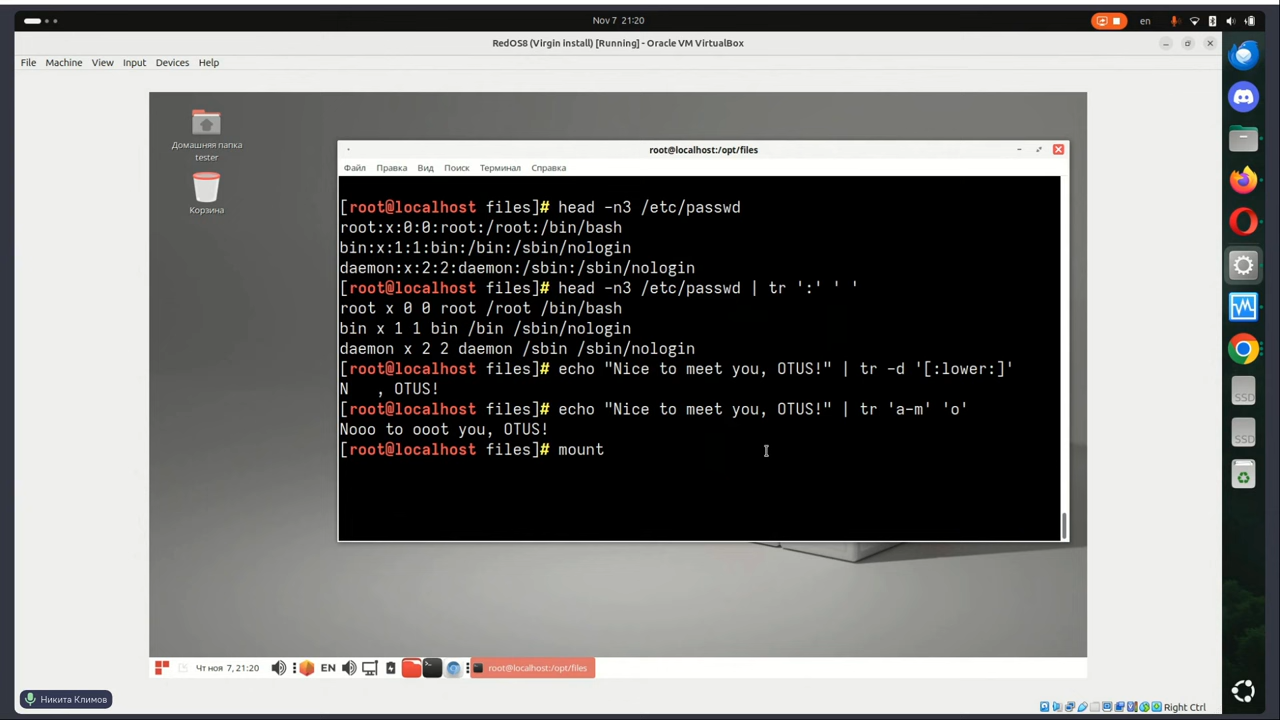 Nov 7 21:20
en
RedOS8 (Virgin install) [Running] - Oracle VM VirtualBox
File Machine View Input Devices Help
Домашняя папка
tester
Корзина
root@localhost:/opt/files
Файл Правка Вид Поиск Терминал Справка
[root@localhost files]# head -n3 /etc/passwd
root:x:0:0:root:/root:/bin/bash
bin:x:1:1:bin:/bin:/sbin/nologin
daemon:x:2:2:daemon:/sbin:/sbin/nologin
[root@localhost files]# head -n3 /etc/passwd | tr ':' ' '
root x 0 0 root /root /bin/bash
bin x 1 1 bin /bin /sbin/nologin
daemon x 2 2 daemon /sbin /sbin/nologin
[root@localhost files]# echo "Nice to meet you, OTUS!" | tr -d '[:lower:]'
N   , OTUS!
[root@localhost files]# echo "Nice to meet you, OTUS!" | tr 'a-m' 'o'
Nooo to ooot you, OTUS!
[root@localhost files]# mount
Чт ноя 7, 21:20
EN
root@localhost:/opt/files
Никита Климов
Right Ctrl
SSD
SSD